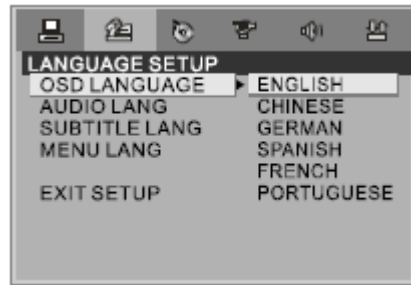 LANGUAGE SETUP
OSD LANGUAGE ENGLISH
AUDIO LANG CHINESE
SUBTITLE LANG GERMAN
MENU LANG SPANISH
FRENCH
EXIT SETUP PORTUGUESE